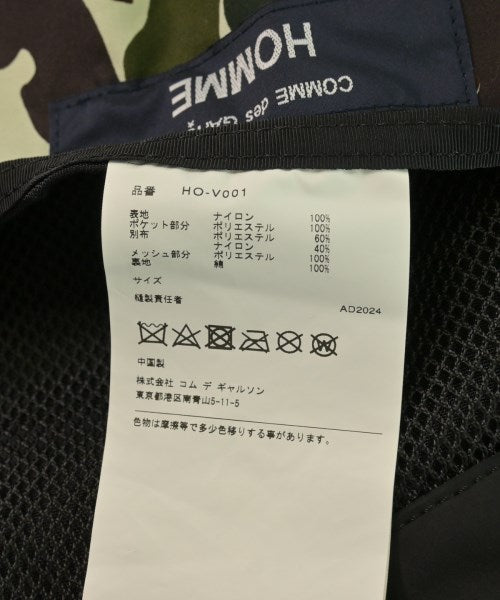 COMME des GARÇ
HOMME
品番 HO-V001
表地 ナイロン 100%
ポケット部分 ポリエステル 100%
別布 ポリエステル 60%
ナイロン 40%
メッシュ部分 ポリエステル 100%
裏地 綿 100%
サイズ
縫製責任者
AD2024
中国製
株式会社 コム デ ギャルソン
東京都港区南青山5-11-5
色物は摩擦等で多少色移りする事があります。